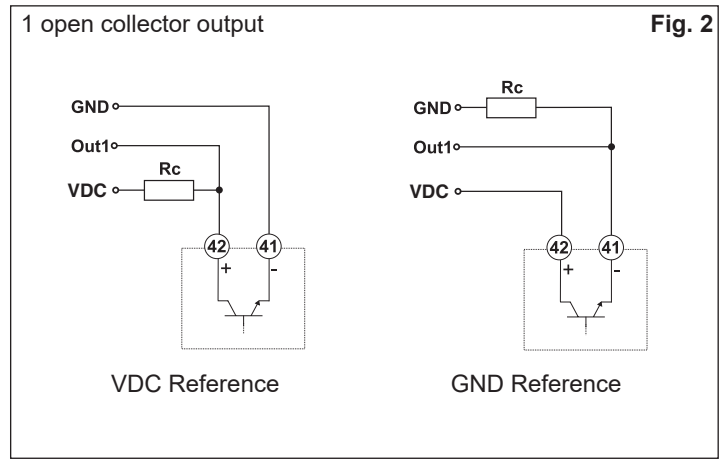 1 open collector output
Fig. 2
GND
Out1
Rc
VDC
42
41
+
-
VDC Reference
Rc
GND
Out1
VDC
42
41
+
-
GND Reference